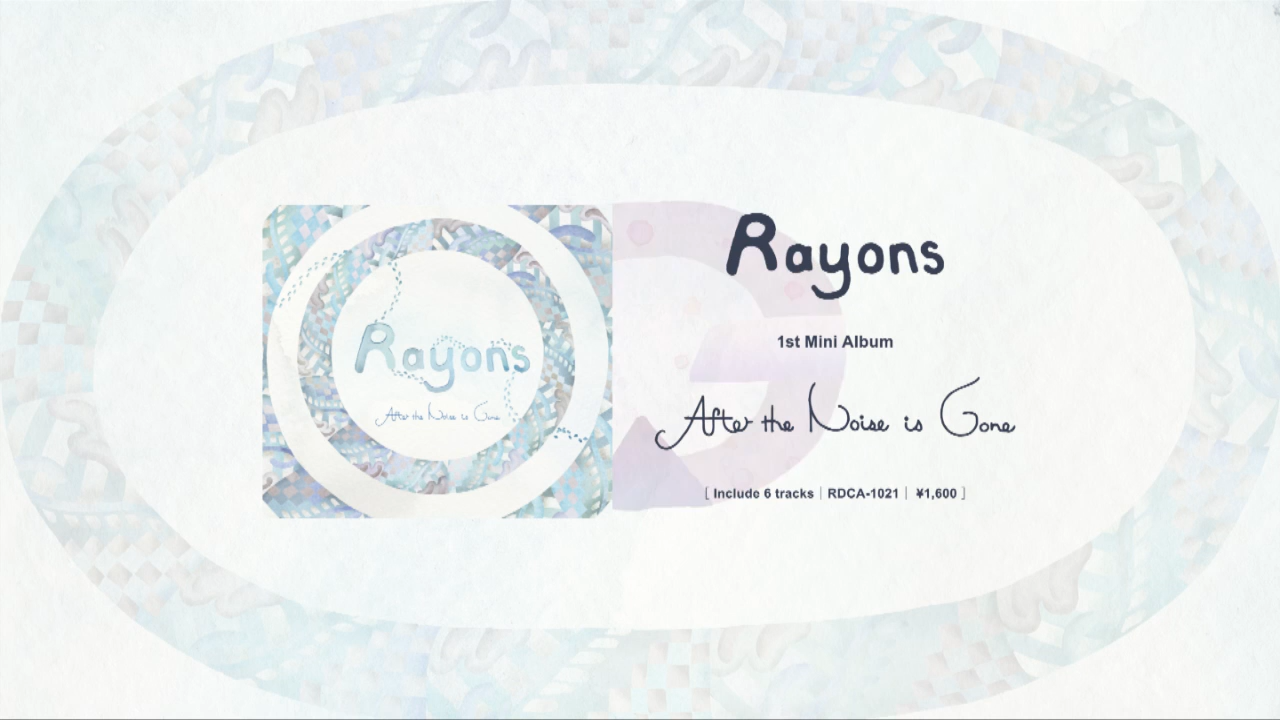 Rayons
After the Noise is Gone
Rayons
1st Mini Album
After the Noise is Gone
[ Include 6 tracks | RDCA-1021 | ¥1,600 ]